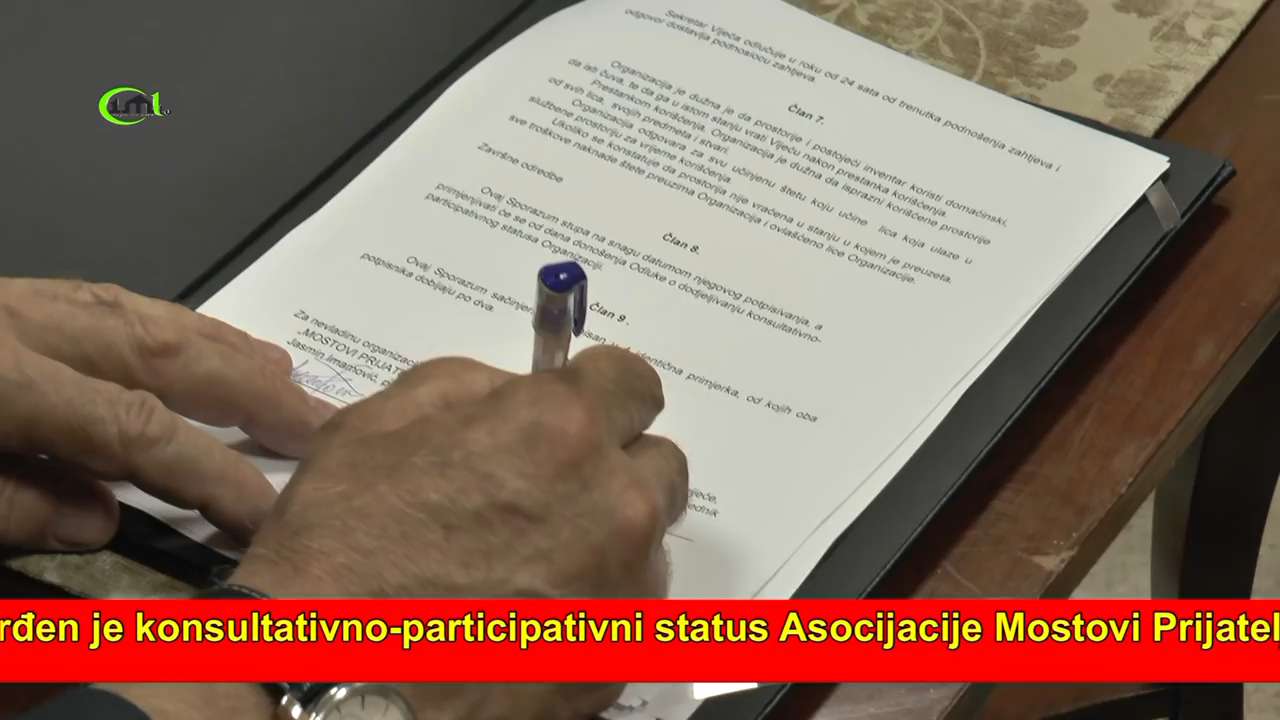 Sekretar Vijeća odlučuje u roku od 24 sata od trenutka podnošenja zahtjeva i
odgovor dostavlja podnosiocu zahtjeva
Član 7.
Organizacija je dužna je da prostorije i postojeći inventar koristi domaćinski,
da isti čuva, te da ga u istom stanju vrati Vijeću nakon prestanka korišćenja.
Prestankom korišćenja, Organizacija je dužna da isprazni korišćene prostorije
od svih lica, svojih predmeta i stvari.
Organizacija odgovara za svu učinjenu štetu koju učine lica koja ulaze u
službene prostoriju za vrijeme korišćenja.
Ukoliko se konstatuje da prostorija nije vraćena u stanju u kojem je preuzeta,
sve troškove naknade štete preuzima Organizacija i ovlašćeno lice Organizacije.
Završne odredbe
Član 8.
Ovaj Sporazum stupa na snagu datumom njegovog potpisivanja, a
primjenjivati će se od dana donošenja Odluke o dodjeljivanju konsultativno-
participativnog statusa Organizaciji.
Član 9.
Ovaj Sporazum sačinjen identična primjerka, od kojih oba
potpisnika dobijaju po dva.
Za nevladinu organizaci
„MOSTOVI PRIJAT
Jasmin Imamović, p
ijeće,
ednik
rđen je konsultativno-participativni status Asocijacije Mostovi Prijatelj